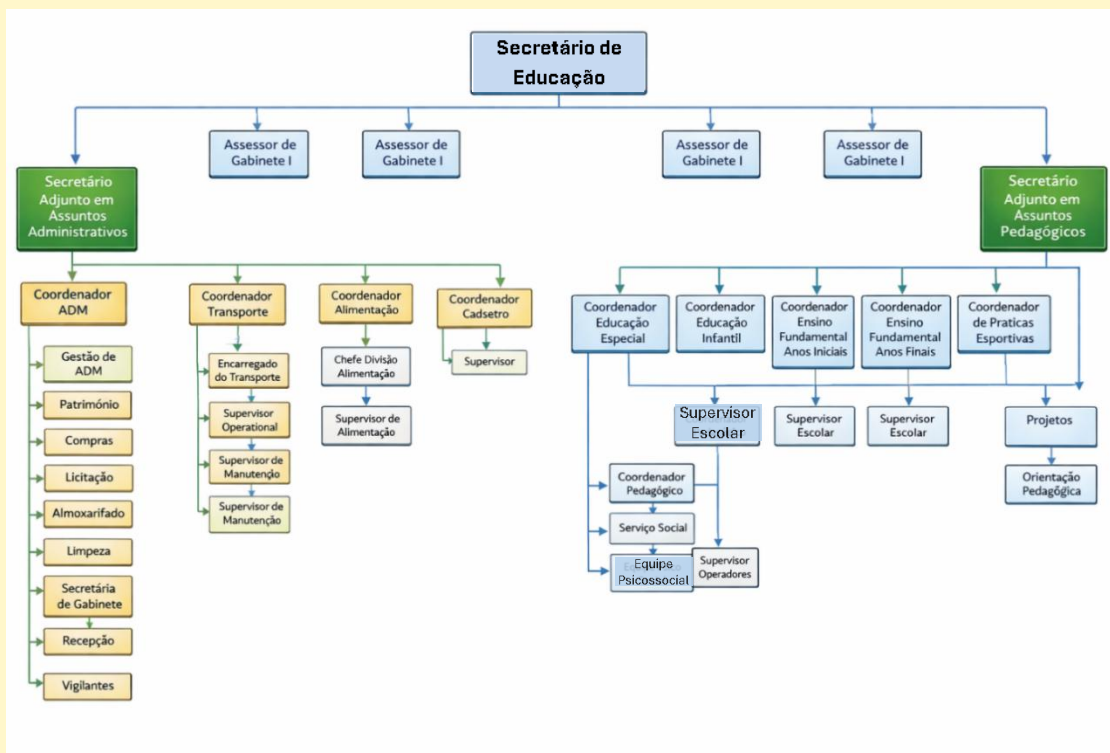 Secretário de
Educação
Assessor de
Gabinete I
Assessor de
Gabinete I
Assessor de
Gabinete I
Assessor de
Gabinete I
Secretário
Adjunto em
Assuntos
Administrativos
Secretário
Adjunto em
Assuntos
Pedagógicos
Coordenador
ADM
Coordenador
Transporte
Coordenador
Alimentação
Coordenador
Cadsetro
Coordenador
Educação
Especial
Coordenador
Educação
Infantil
Coordenador
Ensino
Fundamental
Anos Iniciais
Coordenador
Ensino
Fundamental
Anos Finais
Coordenador
de Praticas
Esportivas
Gestão de
ADM
Património
Compras
Licitação
Almoxarifado
Limpeza
Secretária
de Gabinete
Recepção
Vigilantes
Encarregado
do Transporte
Supervisor
Operational
Supervisor de
Manutenção
Supervisor de
Manutenção
Chefe Divisão
Alimentação
Supervisor de
Alimentação
Supervisor
Supervisor
Escolar
Supervisor
Escolar
Supervisor
Escolar
Projetos
Orientação
Pedagógica
Coordenador
Pedagógico
Serviço Social
Equipe
Psicossocial
Supervisor
Operadores